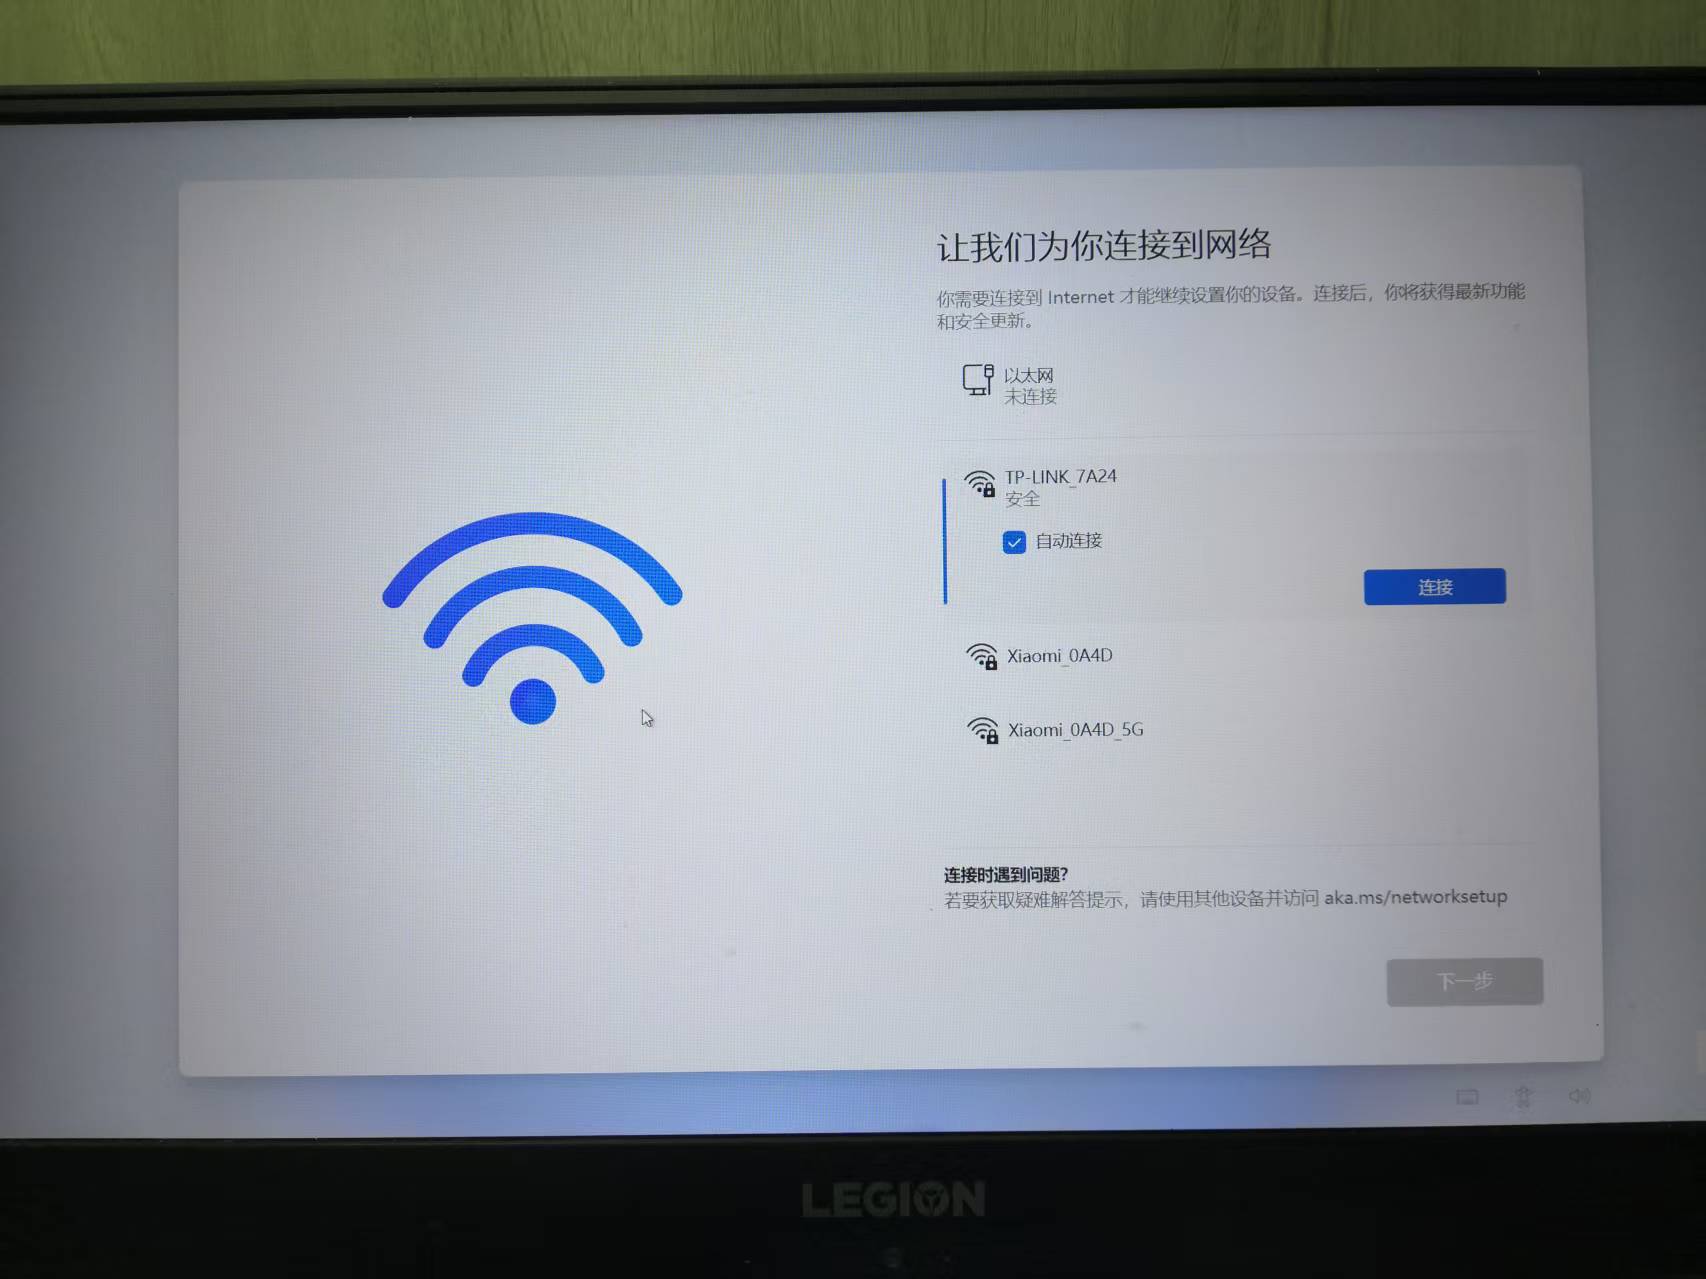 让我们为你连接到网络
你需要连接到 Internet 才能继续设置你的设备。连接后，你将获得最新功能
和安全更新。
以太网
未连接
TP-LINK_7A24
安全
自动连接
连接
Xiaomi_0A4D
Xiaomi_0A4D_5G
连接时遇到问题?
若要获取疑难解答提示，请使用其他设备并访问 aka.ms/networksetup
下一步
LEGION